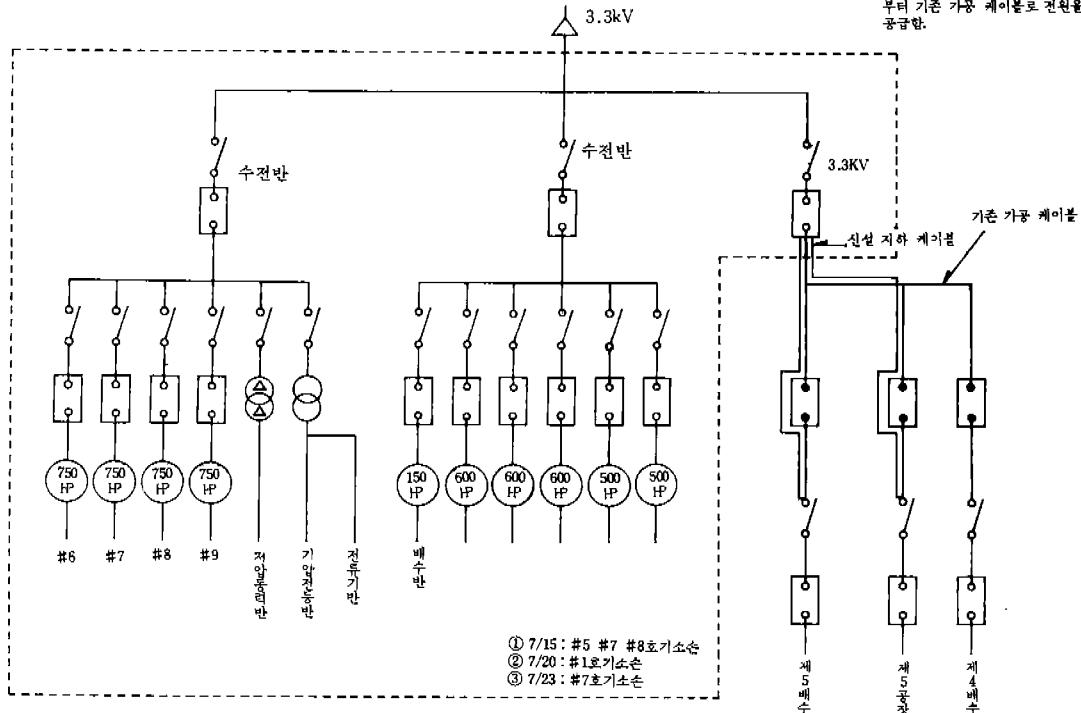 부터 기존 가공 케이블로 전원을
공급함.
3.3kV
수전반
수전반
3.3KV
기존 가공 케이블
신설 지하 케이블
750 HP
750 HP
750 HP
750 HP
150 HP
600 HP
600 HP
600 HP
500 HP
500 HP
#6
#7
#8
#9
저압동력반
기압전등반
전류기반
배수반
① 7/15 : #5 #7 #8호기소손
② 7/20 : #1호기소손
③ 7/23 : #7호기소손
제5배수
제5공장
제4배수